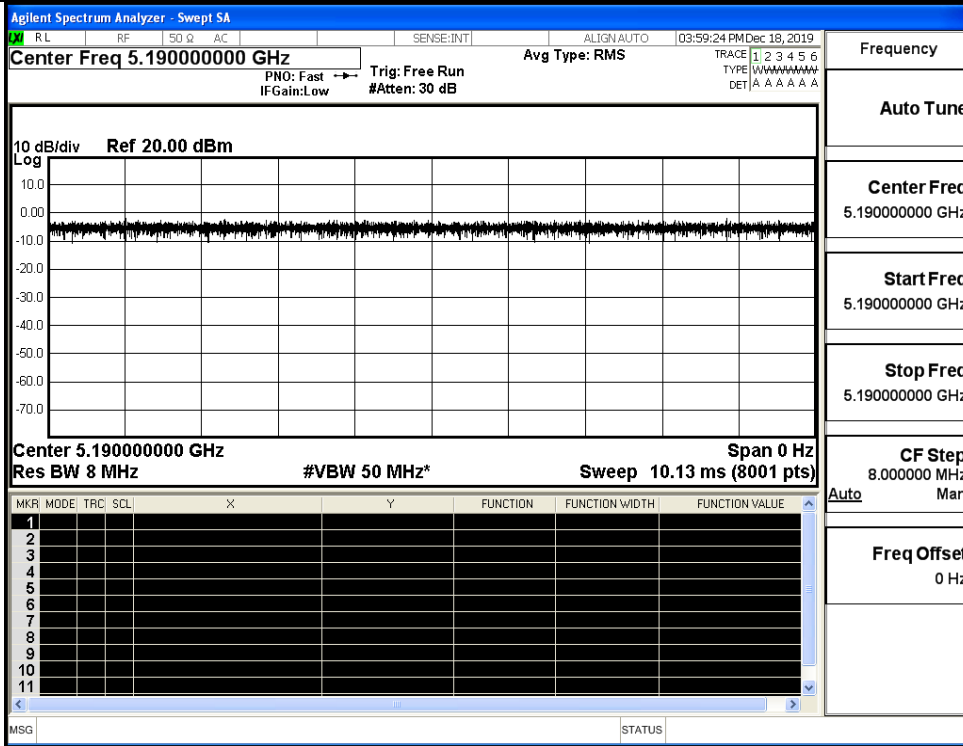 Agilent Spectrum Analyzer - Swept SA
LXI RL RF 50 Ω AC SENSE:INT ALIGNAUTO 03:59:24 PMDec 18, 2019
Center Freq 5.190000000 GHz
PNO: Fast
IFGain:Low
Trig: Free Run
#Atten: 30 dB
Avg Type: RMS
TRACE 1 2 3 4 5 6
TYPE WWWWWW
DET A A A A A A
10 dB/div Ref 20.00 dBm
Log
10.0
0.00
-10.0
-20.0
-30.0
-40.0
-50.0
-60.0
-70.0
Center 5.190000000 GHz Span 0 Hz
Res BW 8 MHz #VBW 50 MHz* Sweep 10.13 ms (8001 pts)
MKR MODE TRC SCL X Y FUNCTION FUNCTION WIDTH FUNCTION VALUE
1
2
3
4
5
6
7
8
9
10
11
MSG STATUS
Frequency
Auto Tune
Center Freq
5.190000000 GHz
Start Freq
5.190000000 GHz
Stop Freq
5.190000000 GHz
CF Step
8.000000 MHz
Auto Man
Freq Offset
0 Hz